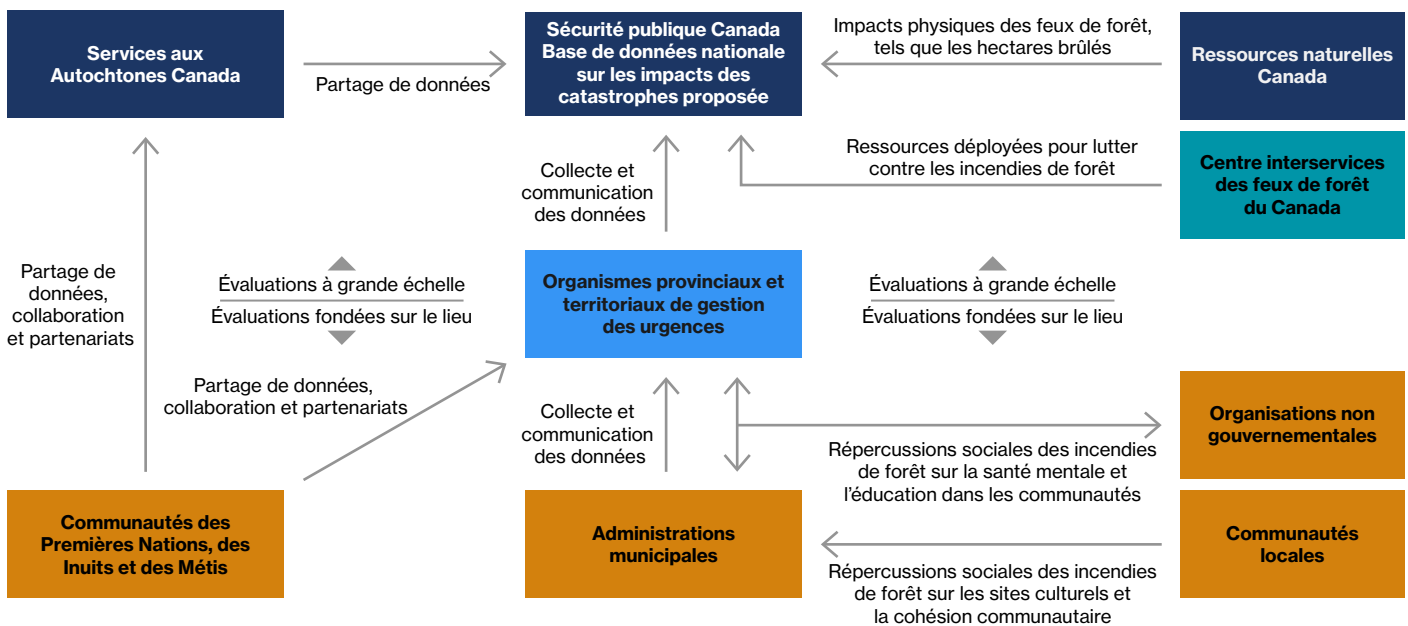 Services aux
Autochtones Canada
Partage de données
Sécurité publique Canada
Base de données nationale
sur les impacts des
catastrophes proposée
Impacts physiques des feux de forêt,
tels que les hectares brûlés
Ressources naturelles
Canada
Ressources déployées pour lutter
contre les incendies de forêt
Centre interservices
des feux de forêt
du Canada
Collecte et
communication
des données
Partage de
données,
collaboration
et partenariats
Évaluations à grande échelle
Évaluations fondées sur le lieu
Organismes provinciaux et
territoriaux de gestion
des urgences
Évaluations à grande échelle
Évaluations fondées sur le lieu
Partage de données,
collaboration et partenariats
Collecte et
communication
des données
Organisations non
gouvernementales
Répercussions sociales des incendies
de forêt sur la santé mentale et
l’éducation dans les communautés
Communautés des
Premières Nations, des
Inuits et des Métis
Administrations
municipales
Communautés
locales
Répercussions sociales des incendies
de forêt sur les sites culturels et
la cohésion communautaire